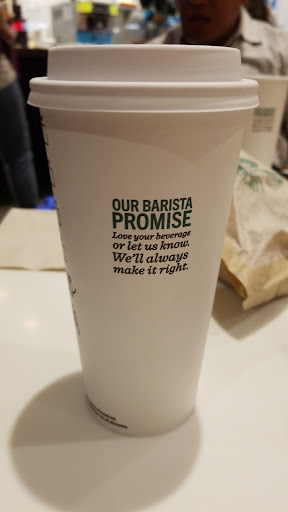 OUR BARISTA
PROMISE
Love your beverage
or let us know.
We'll always
make it right.